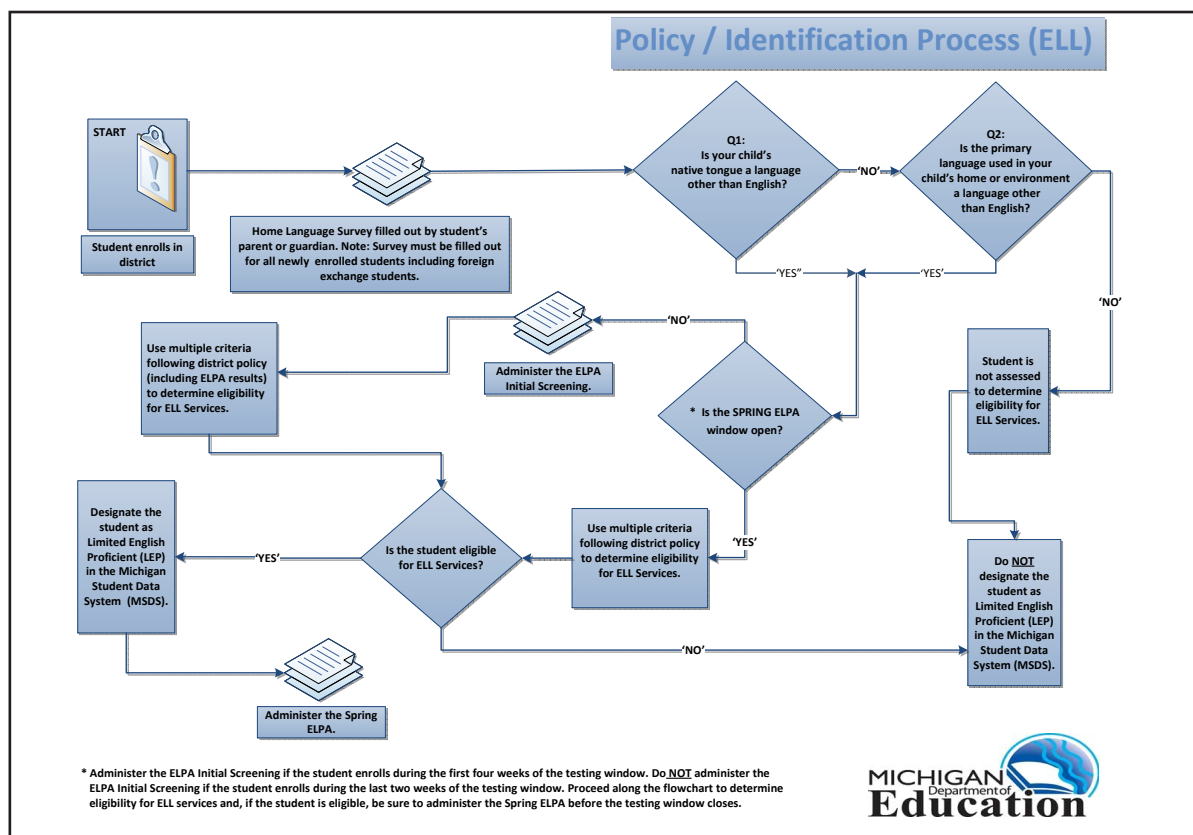 Policy / Identification Process (ELL)
START
Student enrolls in
district
Home Language Survey filled out by student's
parent or guardian. Note: Survey must be filled out
for all newly  enrolled students including foreign
exchange students.
Q1:
Is your child's
native tongue a language
other than English?
'NO'
Q2:
Is the primary
language used in your
child's home or environment
a language other
than English?
'YES"
'YES'
'NO'
'NO'
Administer the ELPA
Initial Screening.
Use multiple criteria
following district policy
(including ELPA results)
to determine eligibility
for ELL Services.
* Is the SPRING ELPA
window open?
Student is
not assessed
to determine
eligibility for
ELL Services.
'YES'
Use multiple criteria
following district policy
to determine eligibility
for ELL Services.
Is the student eligible
for ELL Services?
'YES'
Designate the
student as
Limited English
Proficient (LEP)
in the Michigan
Student Data
System (MSDS).
'NO'
Do NOT
designate the
student as
Limited English
Proficient (LEP)
in the Michigan
Student Data
System (MSDS).
Administer the Spring
ELPA.
* Administer the ELPA Initial Screening if the student enrolls during the first four weeks of the testing window. Do NOT administer the
ELPA Initial Screening if the student enrolls during the last two weeks of the testing window. Proceed along the flowchart to determine
eligibility for ELL services and, if the student is eligible, be sure to administer the Spring ELPA before the testing window closes.
MICHIGAN
Department of
Education